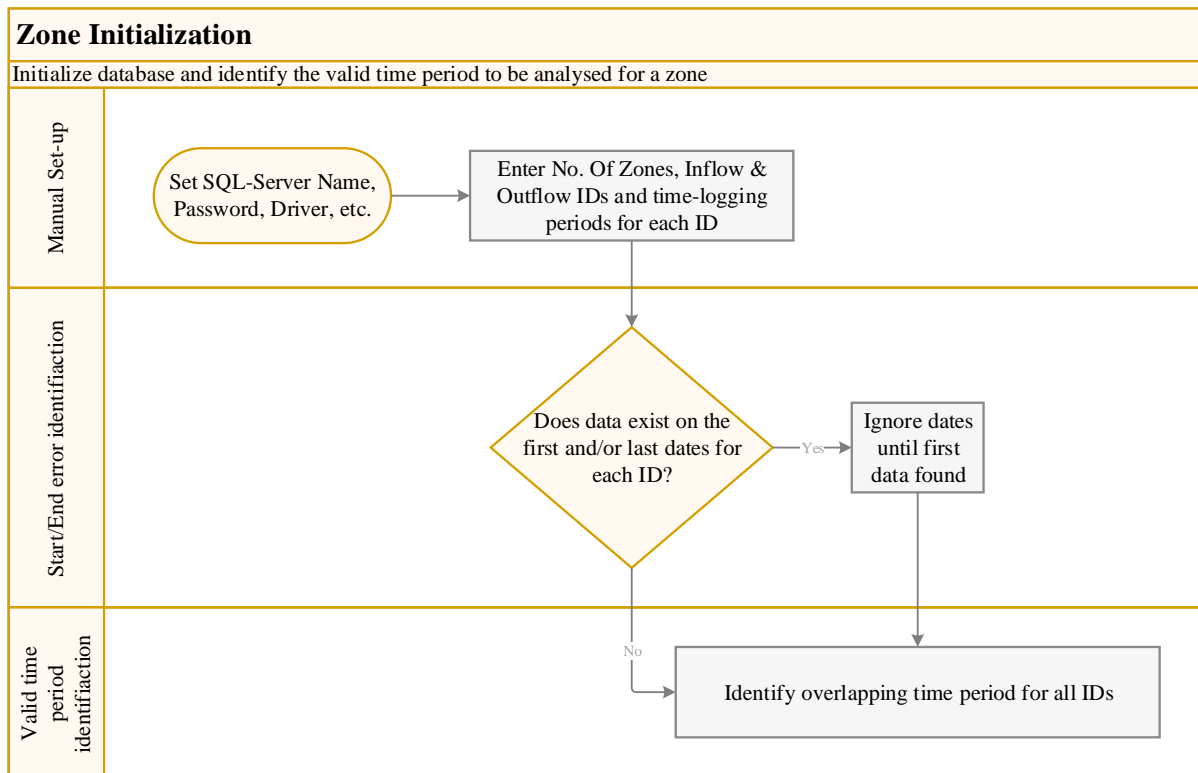 Zone Initialization
Initialize database and identify the valid time period to be analysed for a zone
Manual Set-up
Set SQL-Server Name,
Password, Driver, etc.
Enter No. Of Zones, Inflow &
Outflow IDs and time-logging
periods for each ID
Start/End error identifiaction
Does data exist on the
first and/or last dates for
each ID?
Yes
Ignore dates
until first
data found
No
Valid time
period
identifiaction
Identify overlapping time period for all IDs